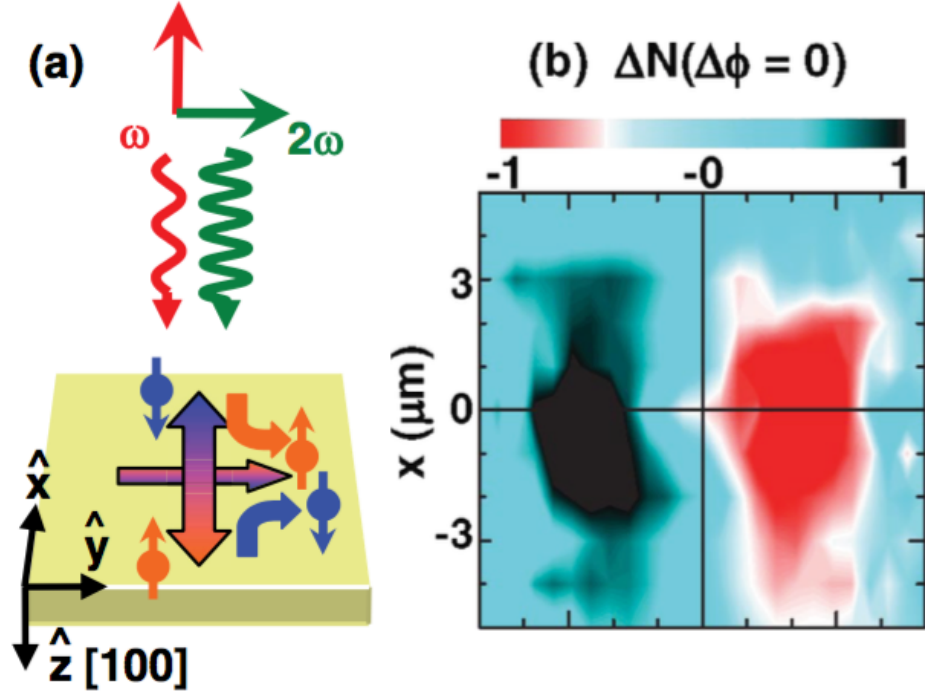 (a)
ω
2ω
x̂
ŷ
ẑ [100]
(b) ΔN(Δϕ = 0)
-1 -0 1
x (μm)
3
0
-3